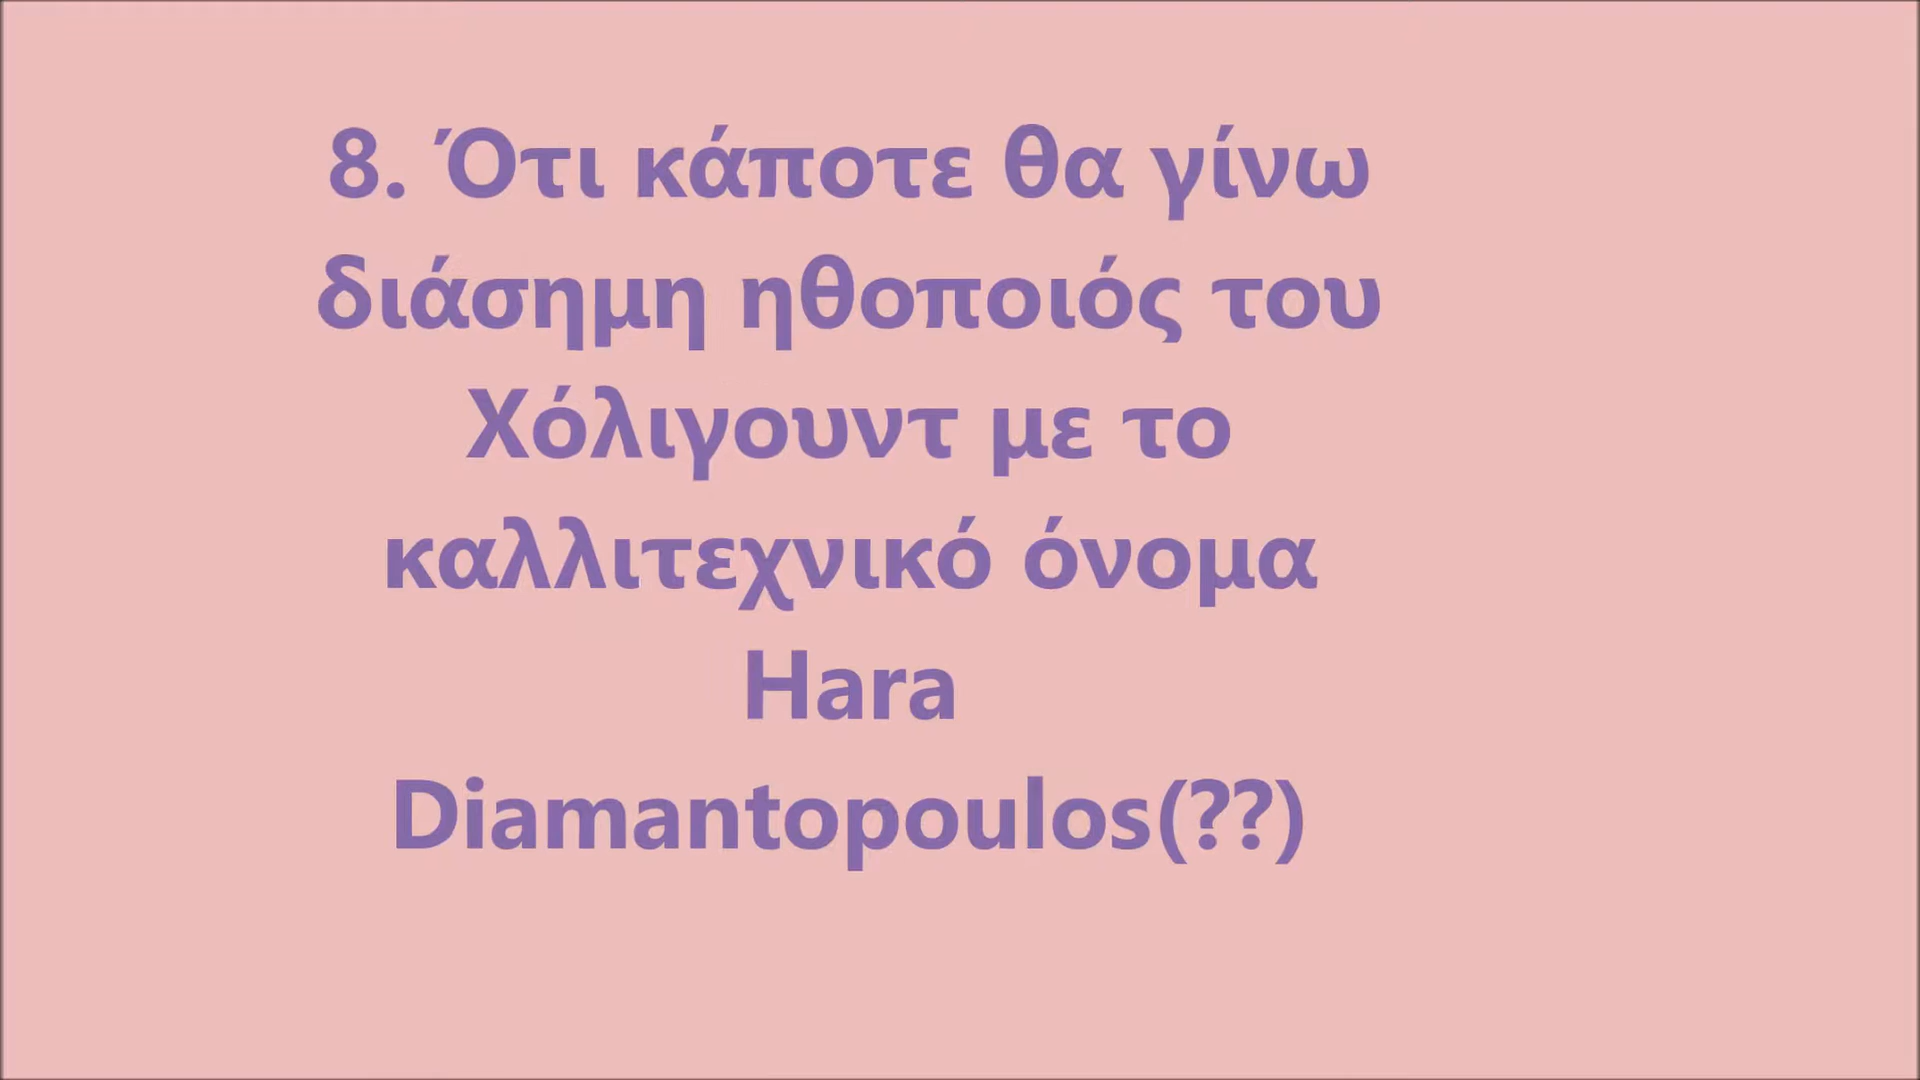 8. Ότι κάποτε θα γίνω
διάσημη ηθοποιός του
Χόλιγουντ με το
καλλιτεχνικό όνομα
Hara
Diamantopoulos(??)